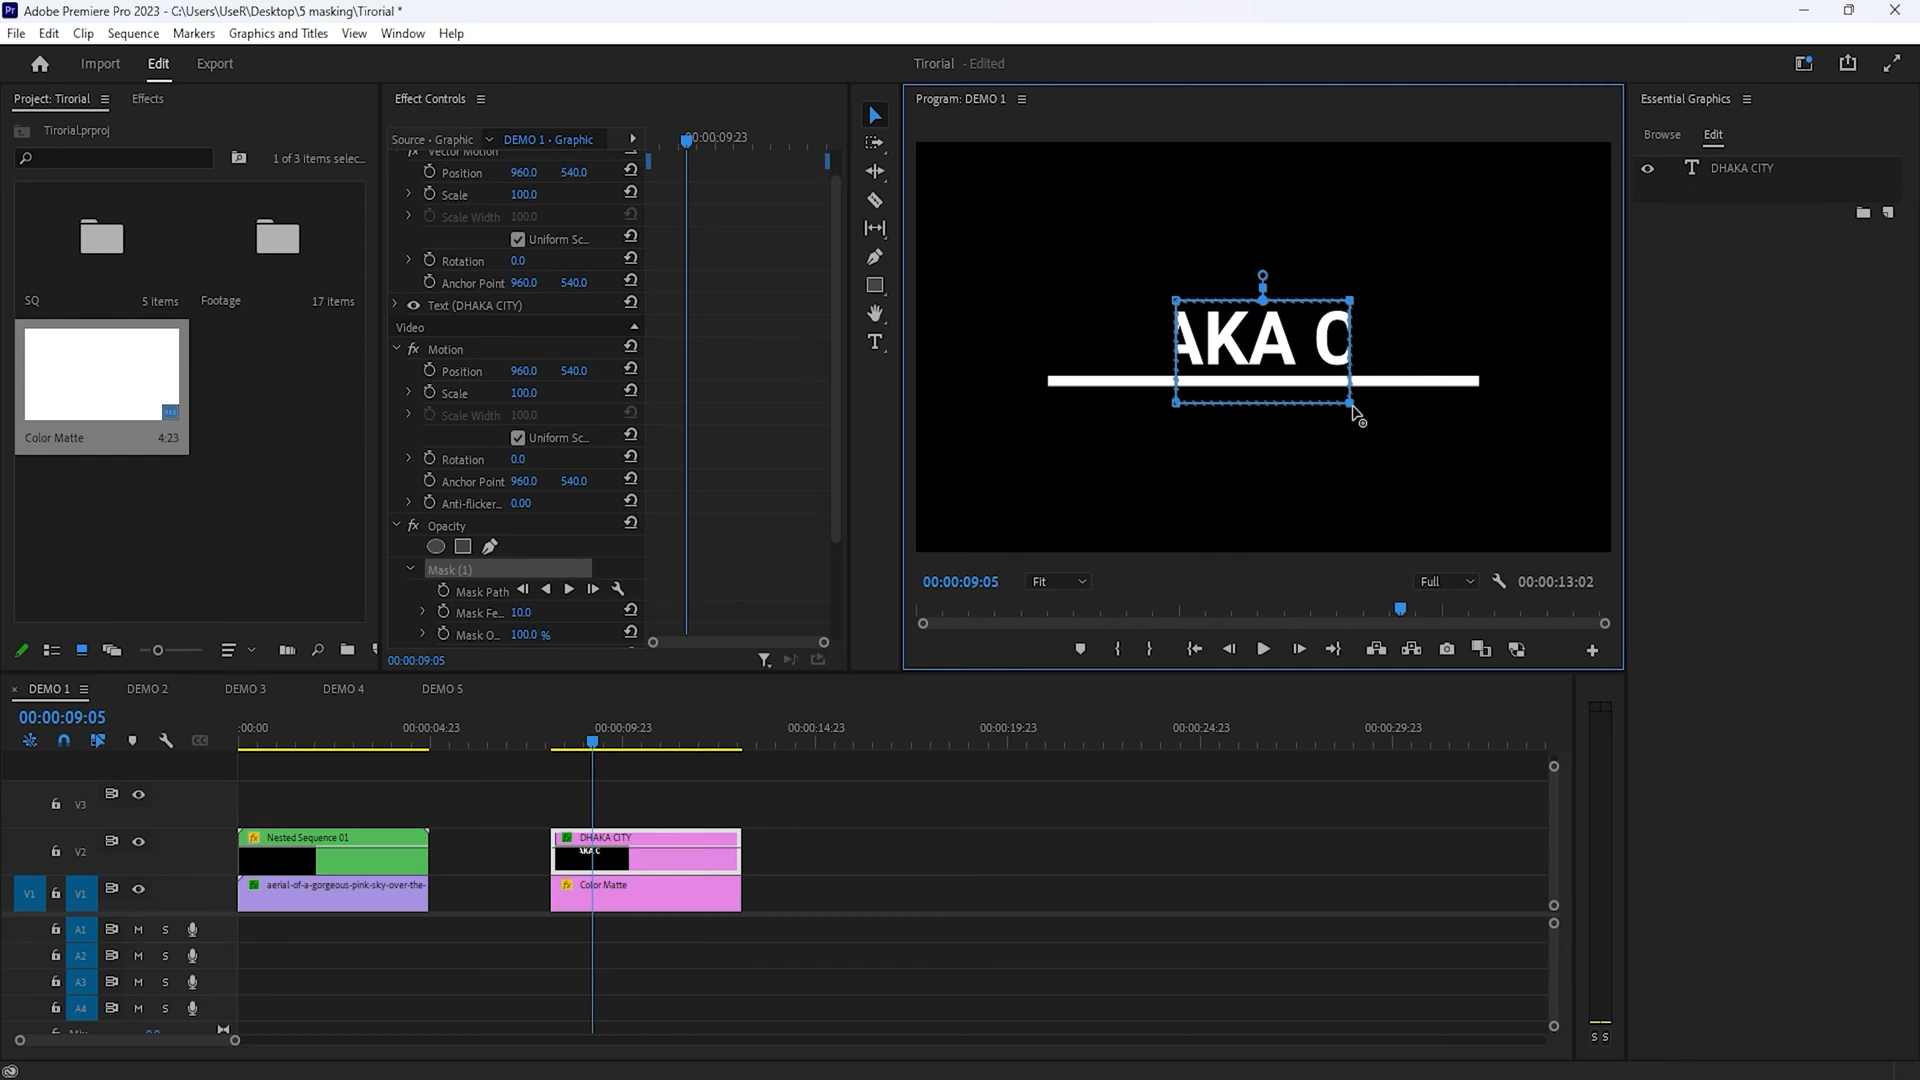 Pr Adobe Premiere Pro 2023 - C:\Users\UseR\Desktop\5 masking\Tirorial *
File Edit Clip Sequence Markers Graphics and Titles View Window Help
Import Edit Export
Tirorial - Edited
Project: Tirorial Effects
Tirorial.prproj
1 of 3 items selec...
SQ 5 items
Footage 17 items
Color Matte 4:23
Effect Controls
Source • Graphic DEMO 1 • Graphic
00:00:09:23
Vector Motion
Position 960.0 540.0
Scale 100.0
Scale Width 100.0
Uniform Sc...
Rotation 0.0
Anchor Point 960.0 540.0
Text (DHAKA CITY)
Video
fx Motion
Position 960.0 540.0
Scale 100.0
Scale Width 100.0
Uniform Sc...
Rotation 0.0
Anchor Point 960.0 540.0
Anti-flicker... 0.00
fx Opacity
Mask (1)
Mask Path
Mask Fe... 10.0
Mask O... 100.0 %
00:00:09:05
Program: DEMO 1
AKA C
00:00:09:05 Fit Full 00:00:13:02
Essential Graphics
Browse Edit
T DHAKA CITY
× DEMO 1 DEMO 2 DEMO 3 DEMO 4 DEMO 5
00:00:09:05
:00:00 00:00:04:23 00:00:09:23 00:00:14:23 00:00:19:23 00:00:24:23 00:00:29:23
V3
V2
fx Nested Sequence 01
fx DHAKA CITY
AKA C
V1 V1
fx aerial-of-a-gorgeous-pink-sky-over-the-
fx Color Matte
A1 M S
A2 M S
A3 M S
A4 M S
S S